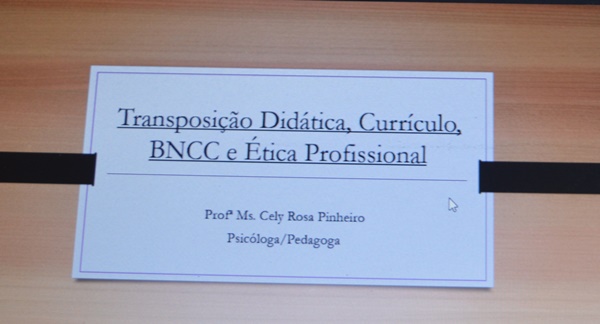 Transposição Didática, Currículo,
BNCC e Ética Profissional
Profª Ms. Cely Rosa Pinheiro
Psicóloga/Pedagoga